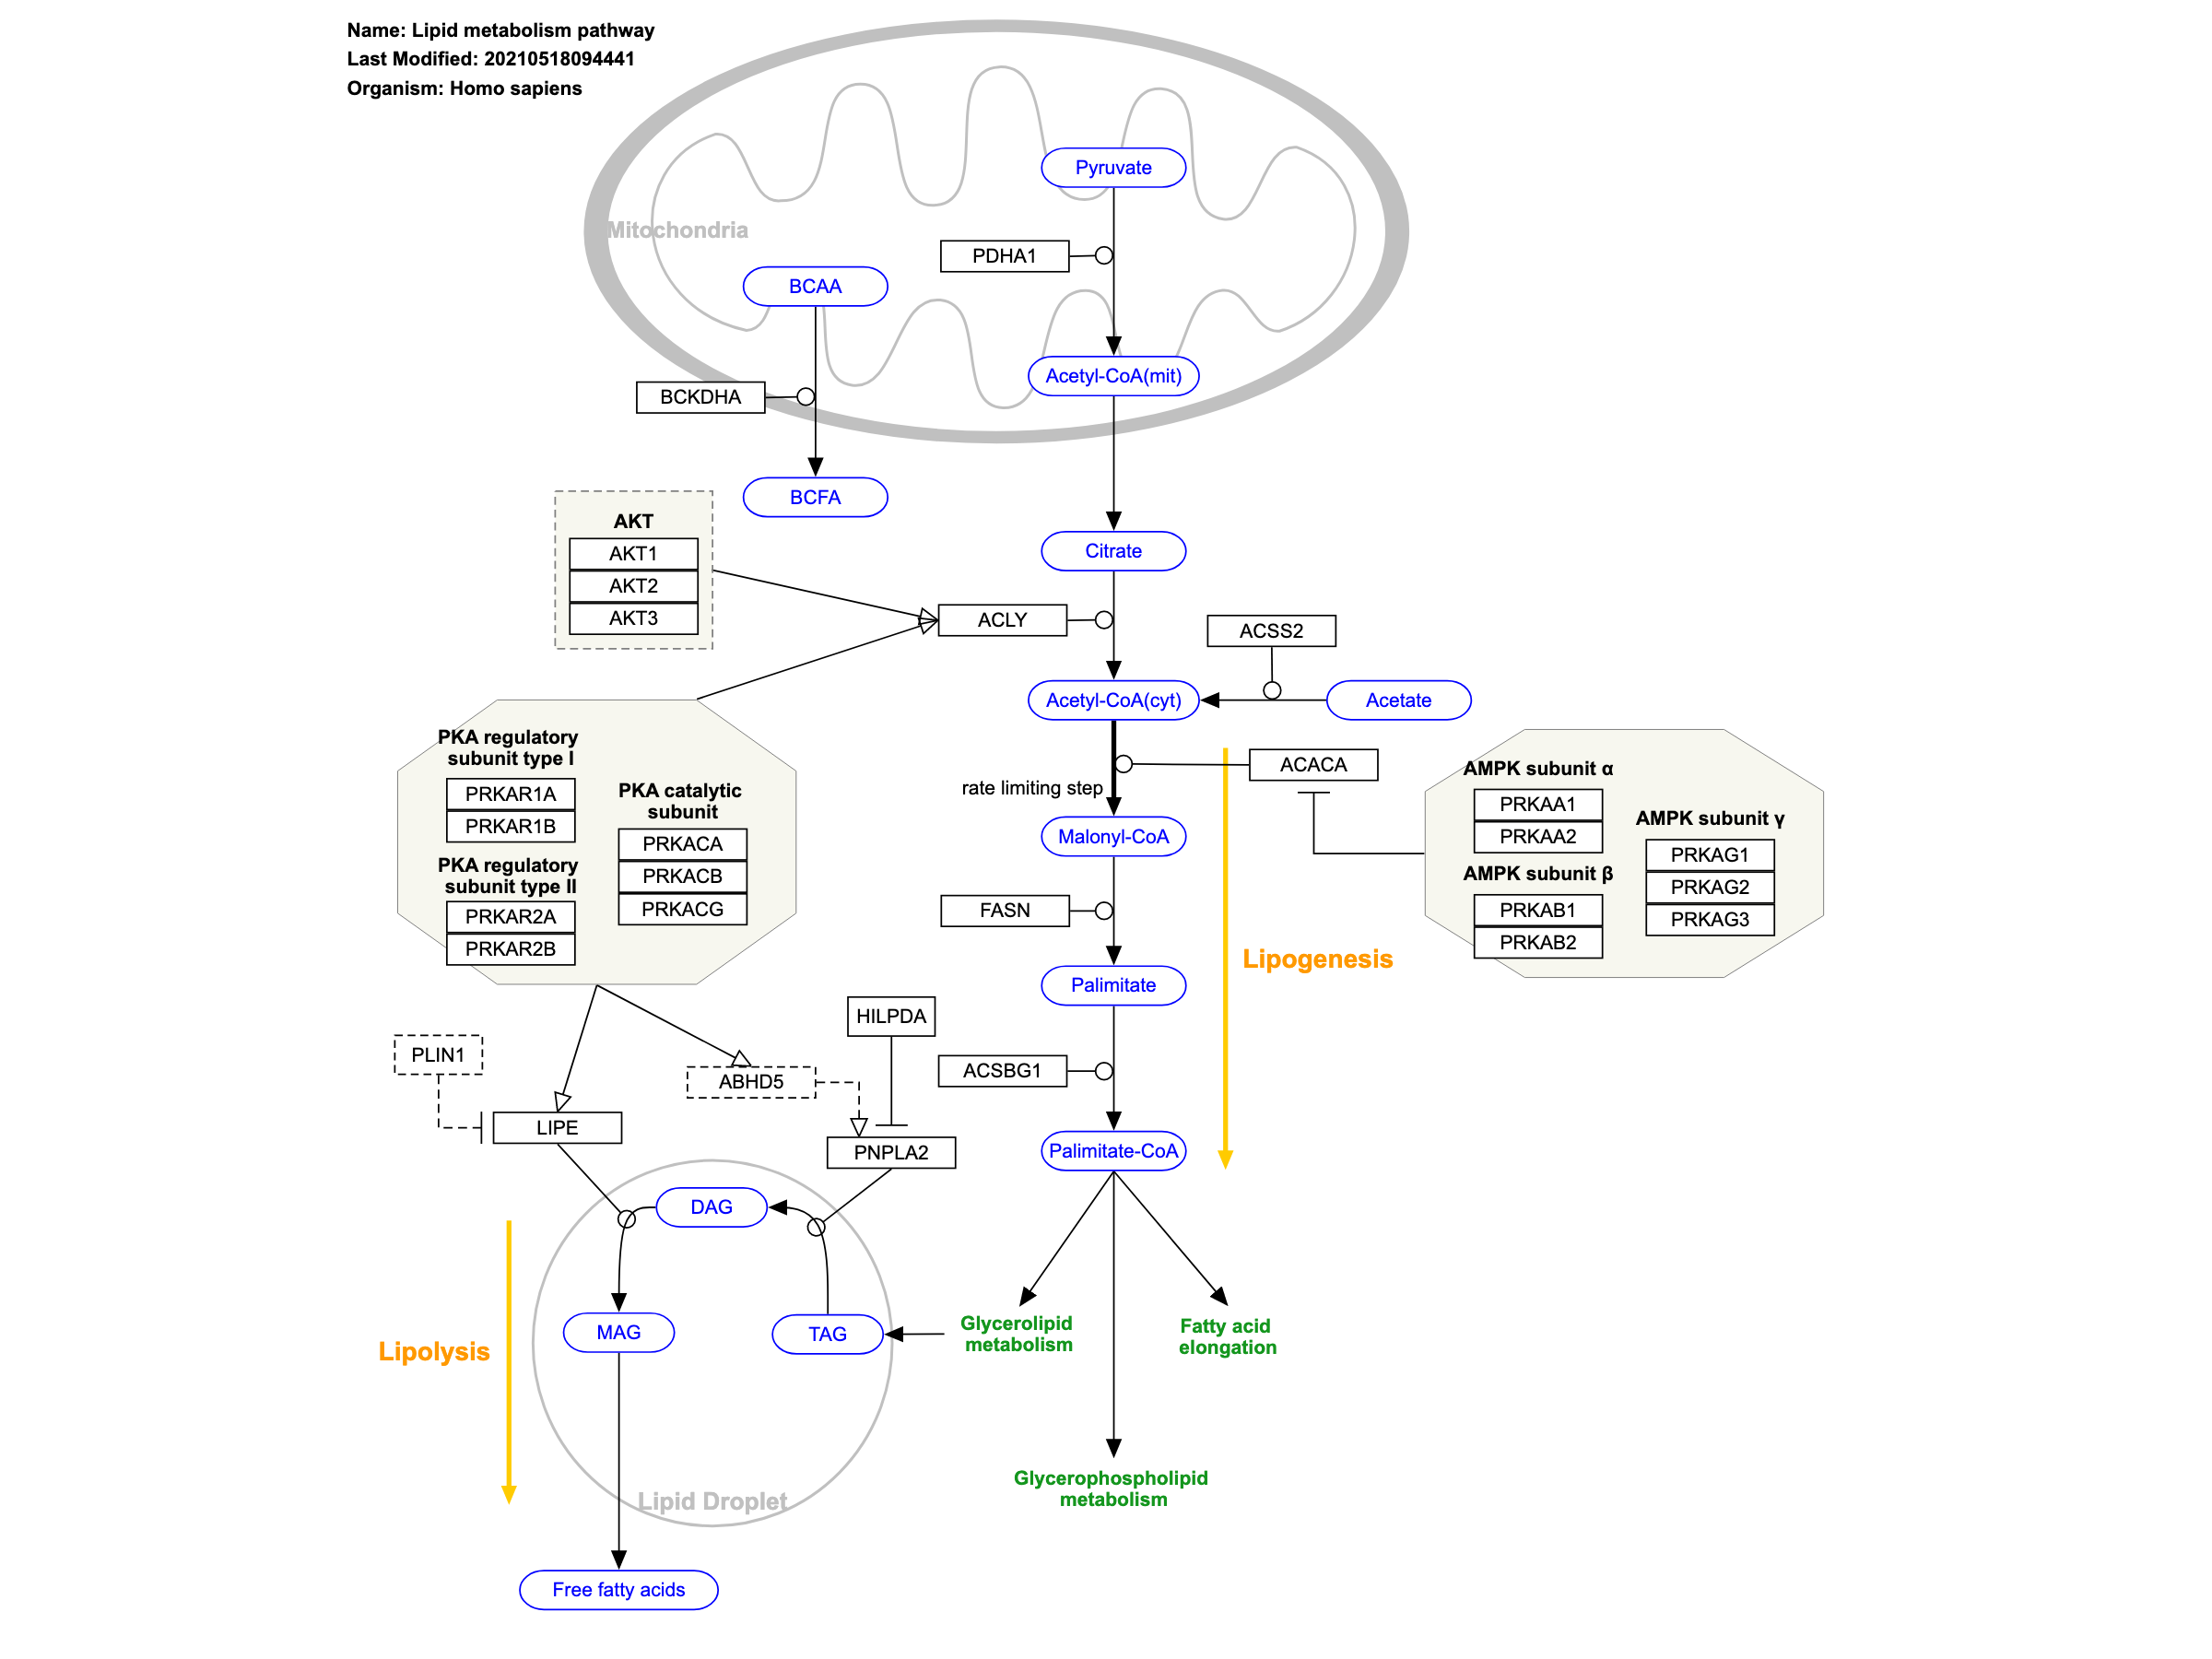 Name: Lipid metabolism pathway
Last Modified: 20210518094441
Organism: Homo sapiens
Pyruvate
Mitochondria
PDHA1
BCAA
Acetyl-CoA(mit)
BCKDHA
BCFA
AKT
AKT1
AKT2
AKT3
Citrate
ACLY
ACSS2
Acetyl-CoA(cyt)
Acetate
PKA regulatory
subunit type I
PRKAR1A
PRKAR1B
PKA regulatory
subunit type II
PRKAR2A
PRKAR2B
PKA catalytic
subunit
PRKACA
PRKACB
PRKACG
ACACA
rate limiting step
Malonyl-CoA
AMPK subunit α
PRKAA1
PRKAA2
AMPK subunit β
PRKAB1
PRKAB2
AMPK subunit γ
PRKAG1
PRKAG2
PRKAG3
FASN
Lipogenesis
Palimitate
HILPDA
PLIN1
ABHD5
ACSBG1
LIPE
PNPLA2
Palimitate-CoA
DAG
MAG
TAG
Lipolysis
Glycerolipid
metabolism
Fatty acid
elongation
Glycerophospholipid
metabolism
Lipid Droplet
Free fatty acids